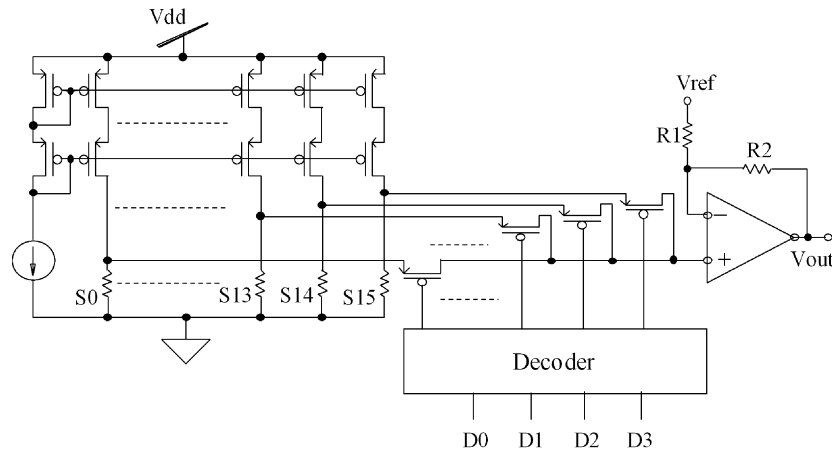 Vdd
Vref
R1
R2
Vout
S0
S13
S14
S15
Decoder
D0
D1
D2
D3